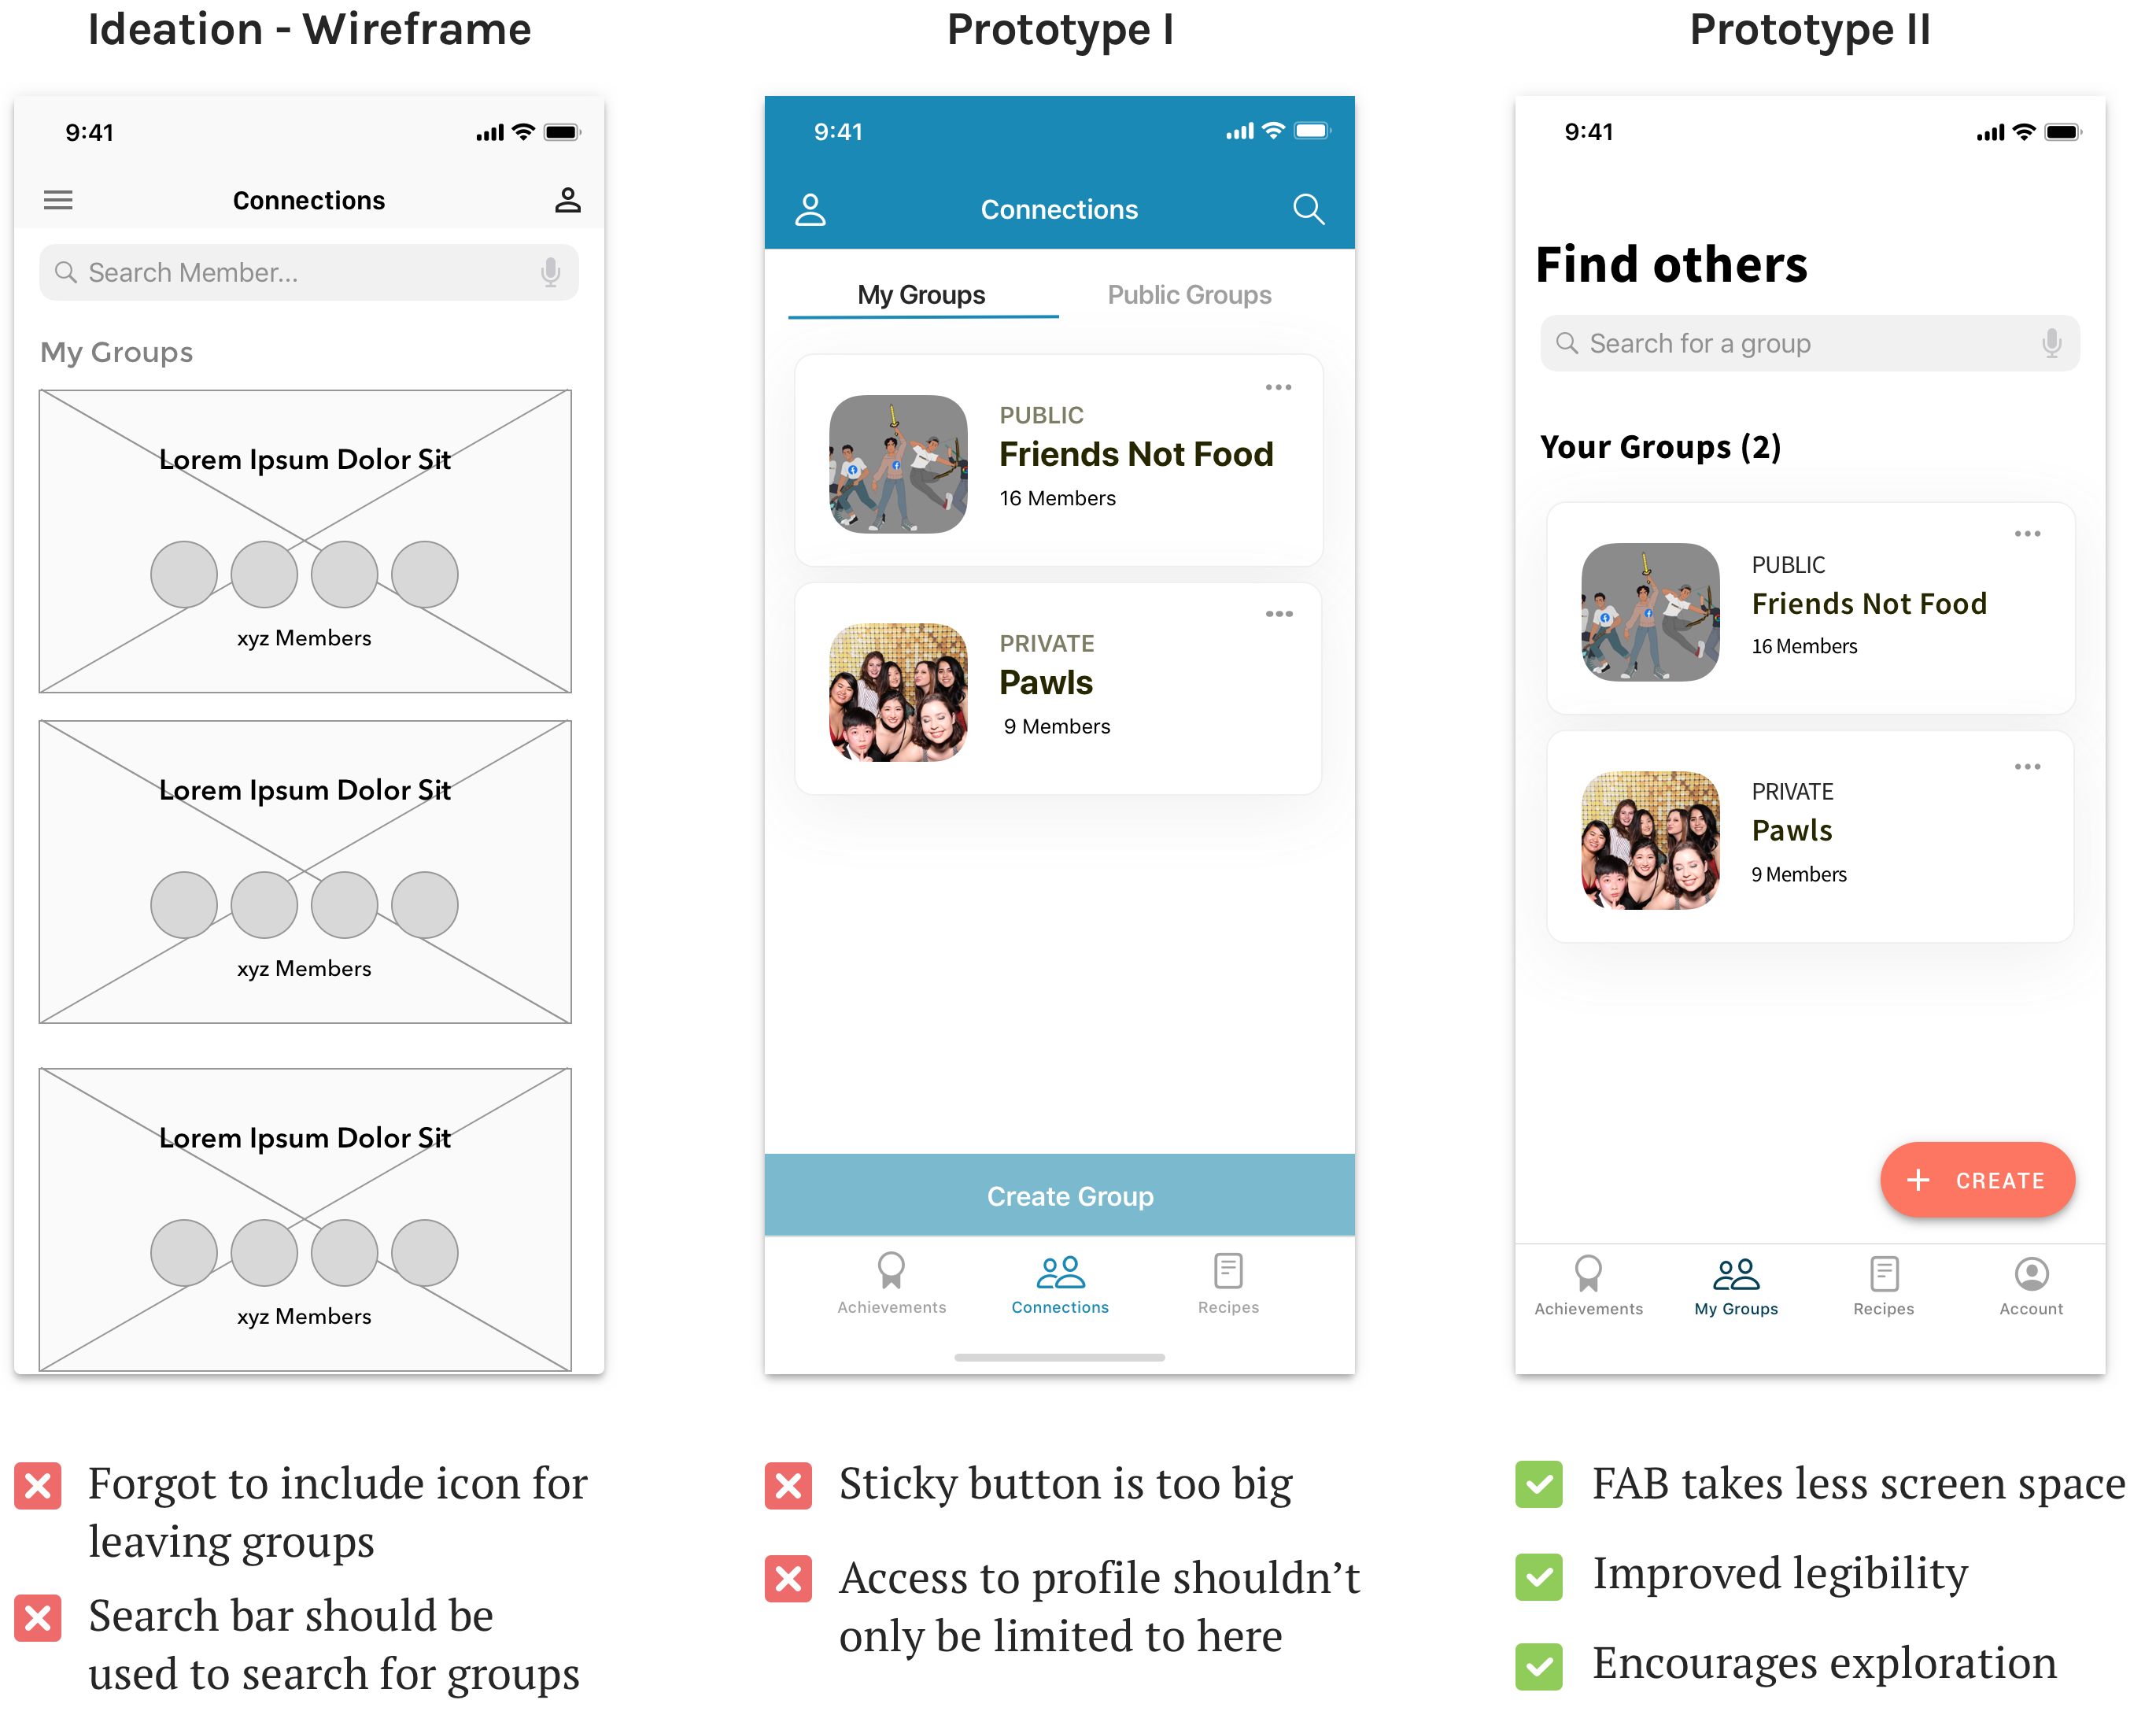 Ideation - Wireframe
9:41
Connections
Search Member...
My Groups
Lorem Ipsum Dolor Sit
xyz Members
Lorem Ipsum Dolor Sit
xyz Members
Lorem Ipsum Dolor Sit
xyz Members
Forgot to include icon for
leaving groups
Search bar should be
used to search for groups
Prototype I
9:41
Connections
My Groups
Public Groups
PUBLIC
Friends Not Food
16 Members
PRIVATE
Pawls
9 Members
Create Group
Achievements
Connections
Recipes
Sticky button is too big
Access to profile shouldn’t
only be limited to here
Prototype II
9:41
Find others
Search for a group
Your Groups (2)
PUBLIC
Friends Not Food
16 Members
PRIVATE
Pawls
9 Members
+ CREATE
Achievements
My Groups
Recipes
Account
FAB takes less screen space
Improved legibility
Encourages exploration